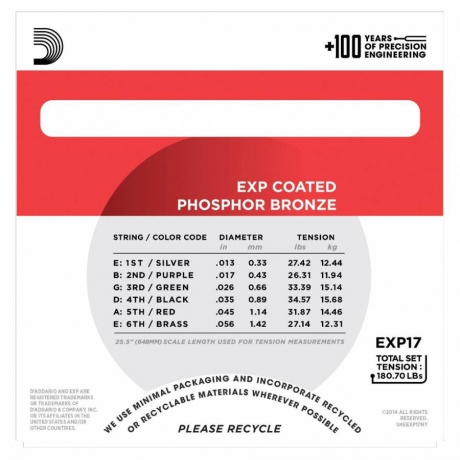 +100 YEARS
OF PRECISION
ENGINEERING
EXP COATED
PHOSPHOR BRONZE
STRING / COLOR CODE DIAMETER TENSION
in mm lbs kg
E: 1ST / SILVER .013 0.33 27.42 12.44
B: 2ND / PURPLE .017 0.43 26.31 11.94
G: 3RD / GREEN .026 0.66 33.39 15.14
D: 4TH / BLACK .035 0.89 34.57 15.68
A: 5TH / RED .045 1.14 31.87 14.46
E: 6TH / BRASS .056 1.42 27.14 12.31
25.5" (648MM) SCALE LENGTH USED FOR TENSION MEASUREMENTS
EXP17
TOTAL SET
TENSION :
180.70 LBs
D'ADDARIO AND EXP ARE
REGISTERED TRADEMARKS
OR TRADEMARKS OF
D'ADDARIO & COMPANY, INC.
OR ITS AFFILIATES IN THE
UNITED STATES AND/OR
OTHER COUNTRIES.
WE USE MINIMAL PACKAGING AND INCORPORATE RECYCLED
OR RECYCLABLE MATERIALS WHEREVER POSSIBLE
PLEASE RECYCLE
©2014 ALL
RIGHTS RESERVED.
U4EEXP17NY